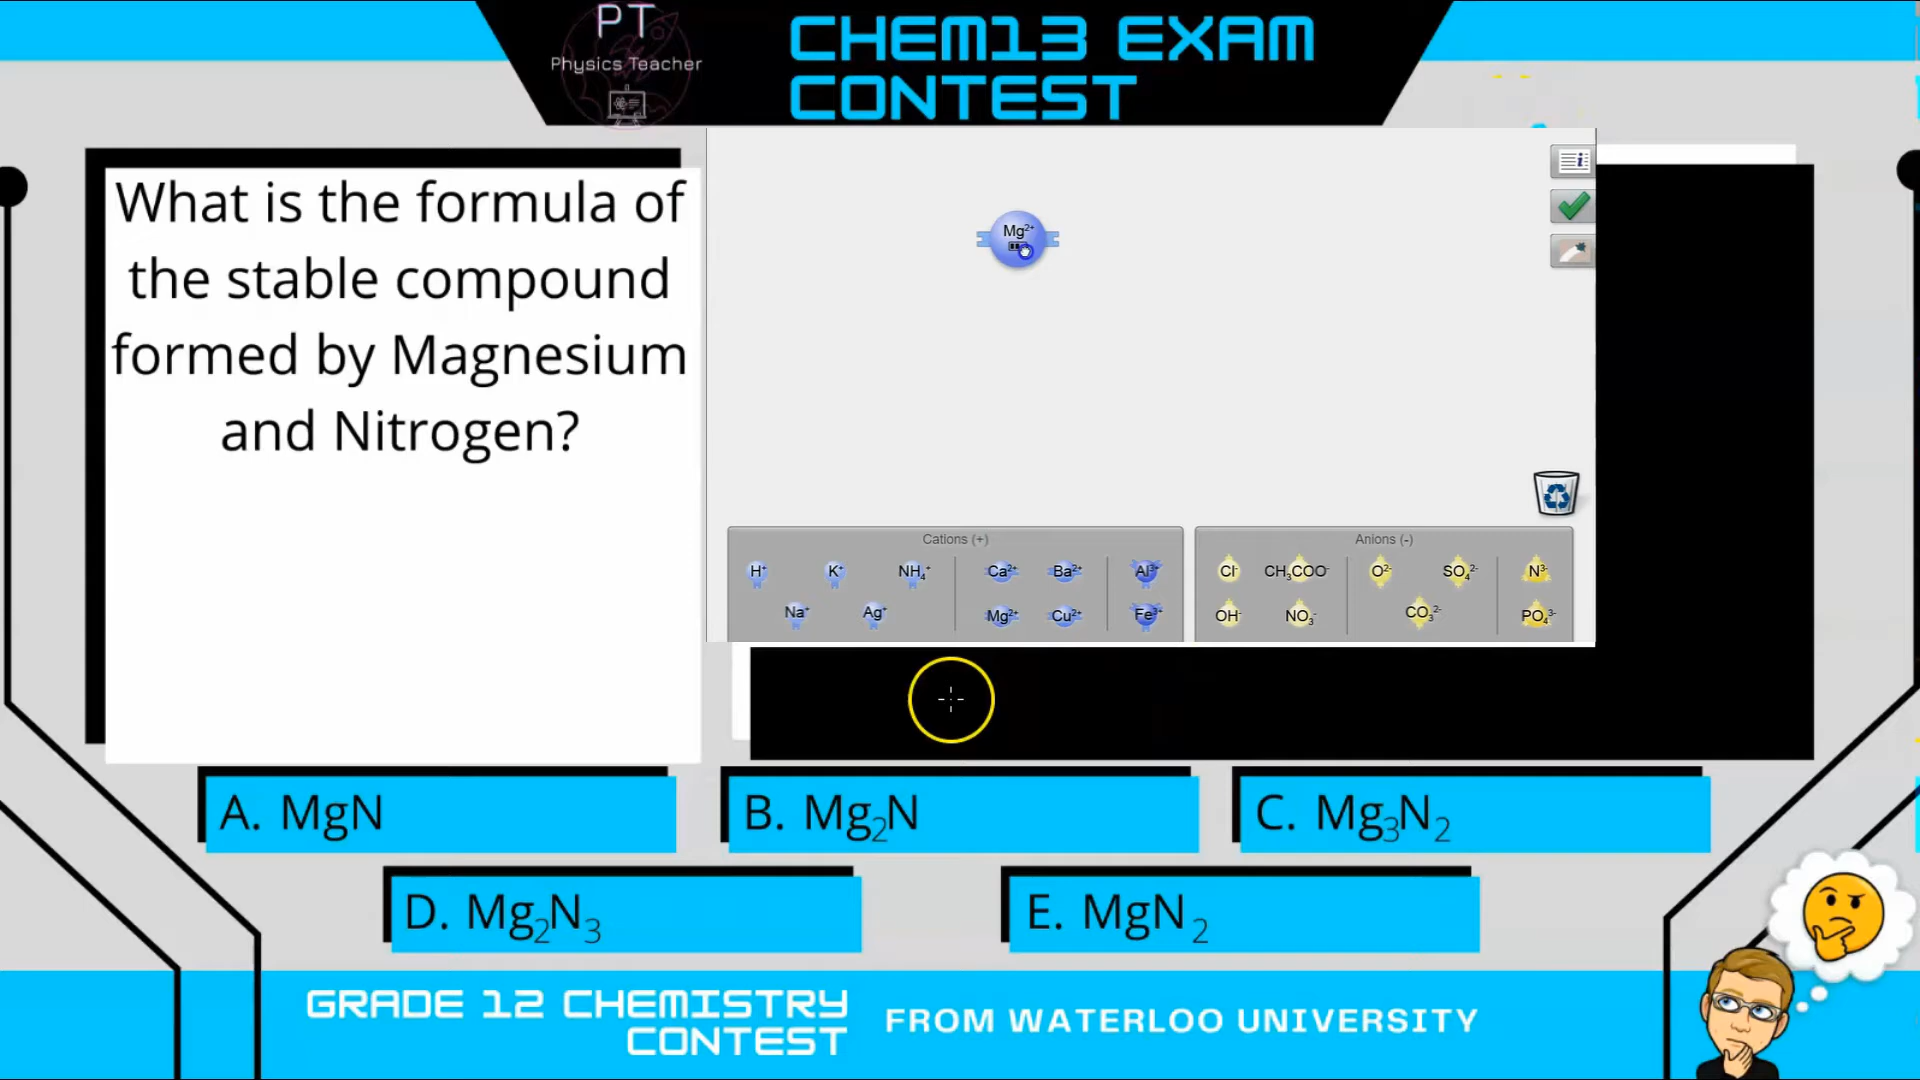 PT
Physics Teacher
CHEM13 EXAM
CONTEST
What is the formula of
the stable compound
formed by Magnesium
and Nitrogen?
Mg²⁺
Cations (+)
H⁺ K⁺ NH₄⁺ Ca²⁺ Ba²⁺ Al³⁺
Na⁺ Ag⁺ Mg²⁺ Cu²⁺ Fe³⁺
Anions (-)
Cl⁻ CH₃COO⁻ O²⁻ SO₄²⁻ N³⁻
OH⁻ NO₃⁻ CO₃²⁻ PO₄³⁻
A. MgN
B. Mg₂N
C. Mg₃N₂
D. Mg₂N₃
E. MgN₂
GRADE 12 CHEMISTRY
CONTEST
FROM WATERLOO UNIVERSITY